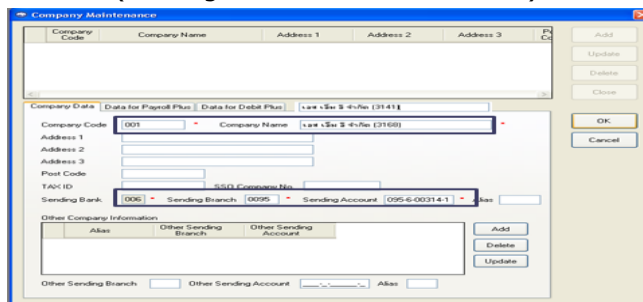 Company Maintenance
Company Code Company Name Address 1 Address 2 Address 3
Add
Update
Delete
Close
Company Data Data for Payroll Plus Data for Debit Plus (3141)
OK
Cancel
Company Code 001 * Company Name (3168) *
Address 1
Address 2
Address 3
Post Code
TAX ID SSO Company No.
Sending Bank 006 * Sending Branch 0095 * Sending Account 095-6-00314-1 * Alias
Other Company Information
Alias Other Sending Branch Other Sending Account
Add
Delete
Update
Other Sending Branch Other Sending Account ___-_-_____-_ Alias